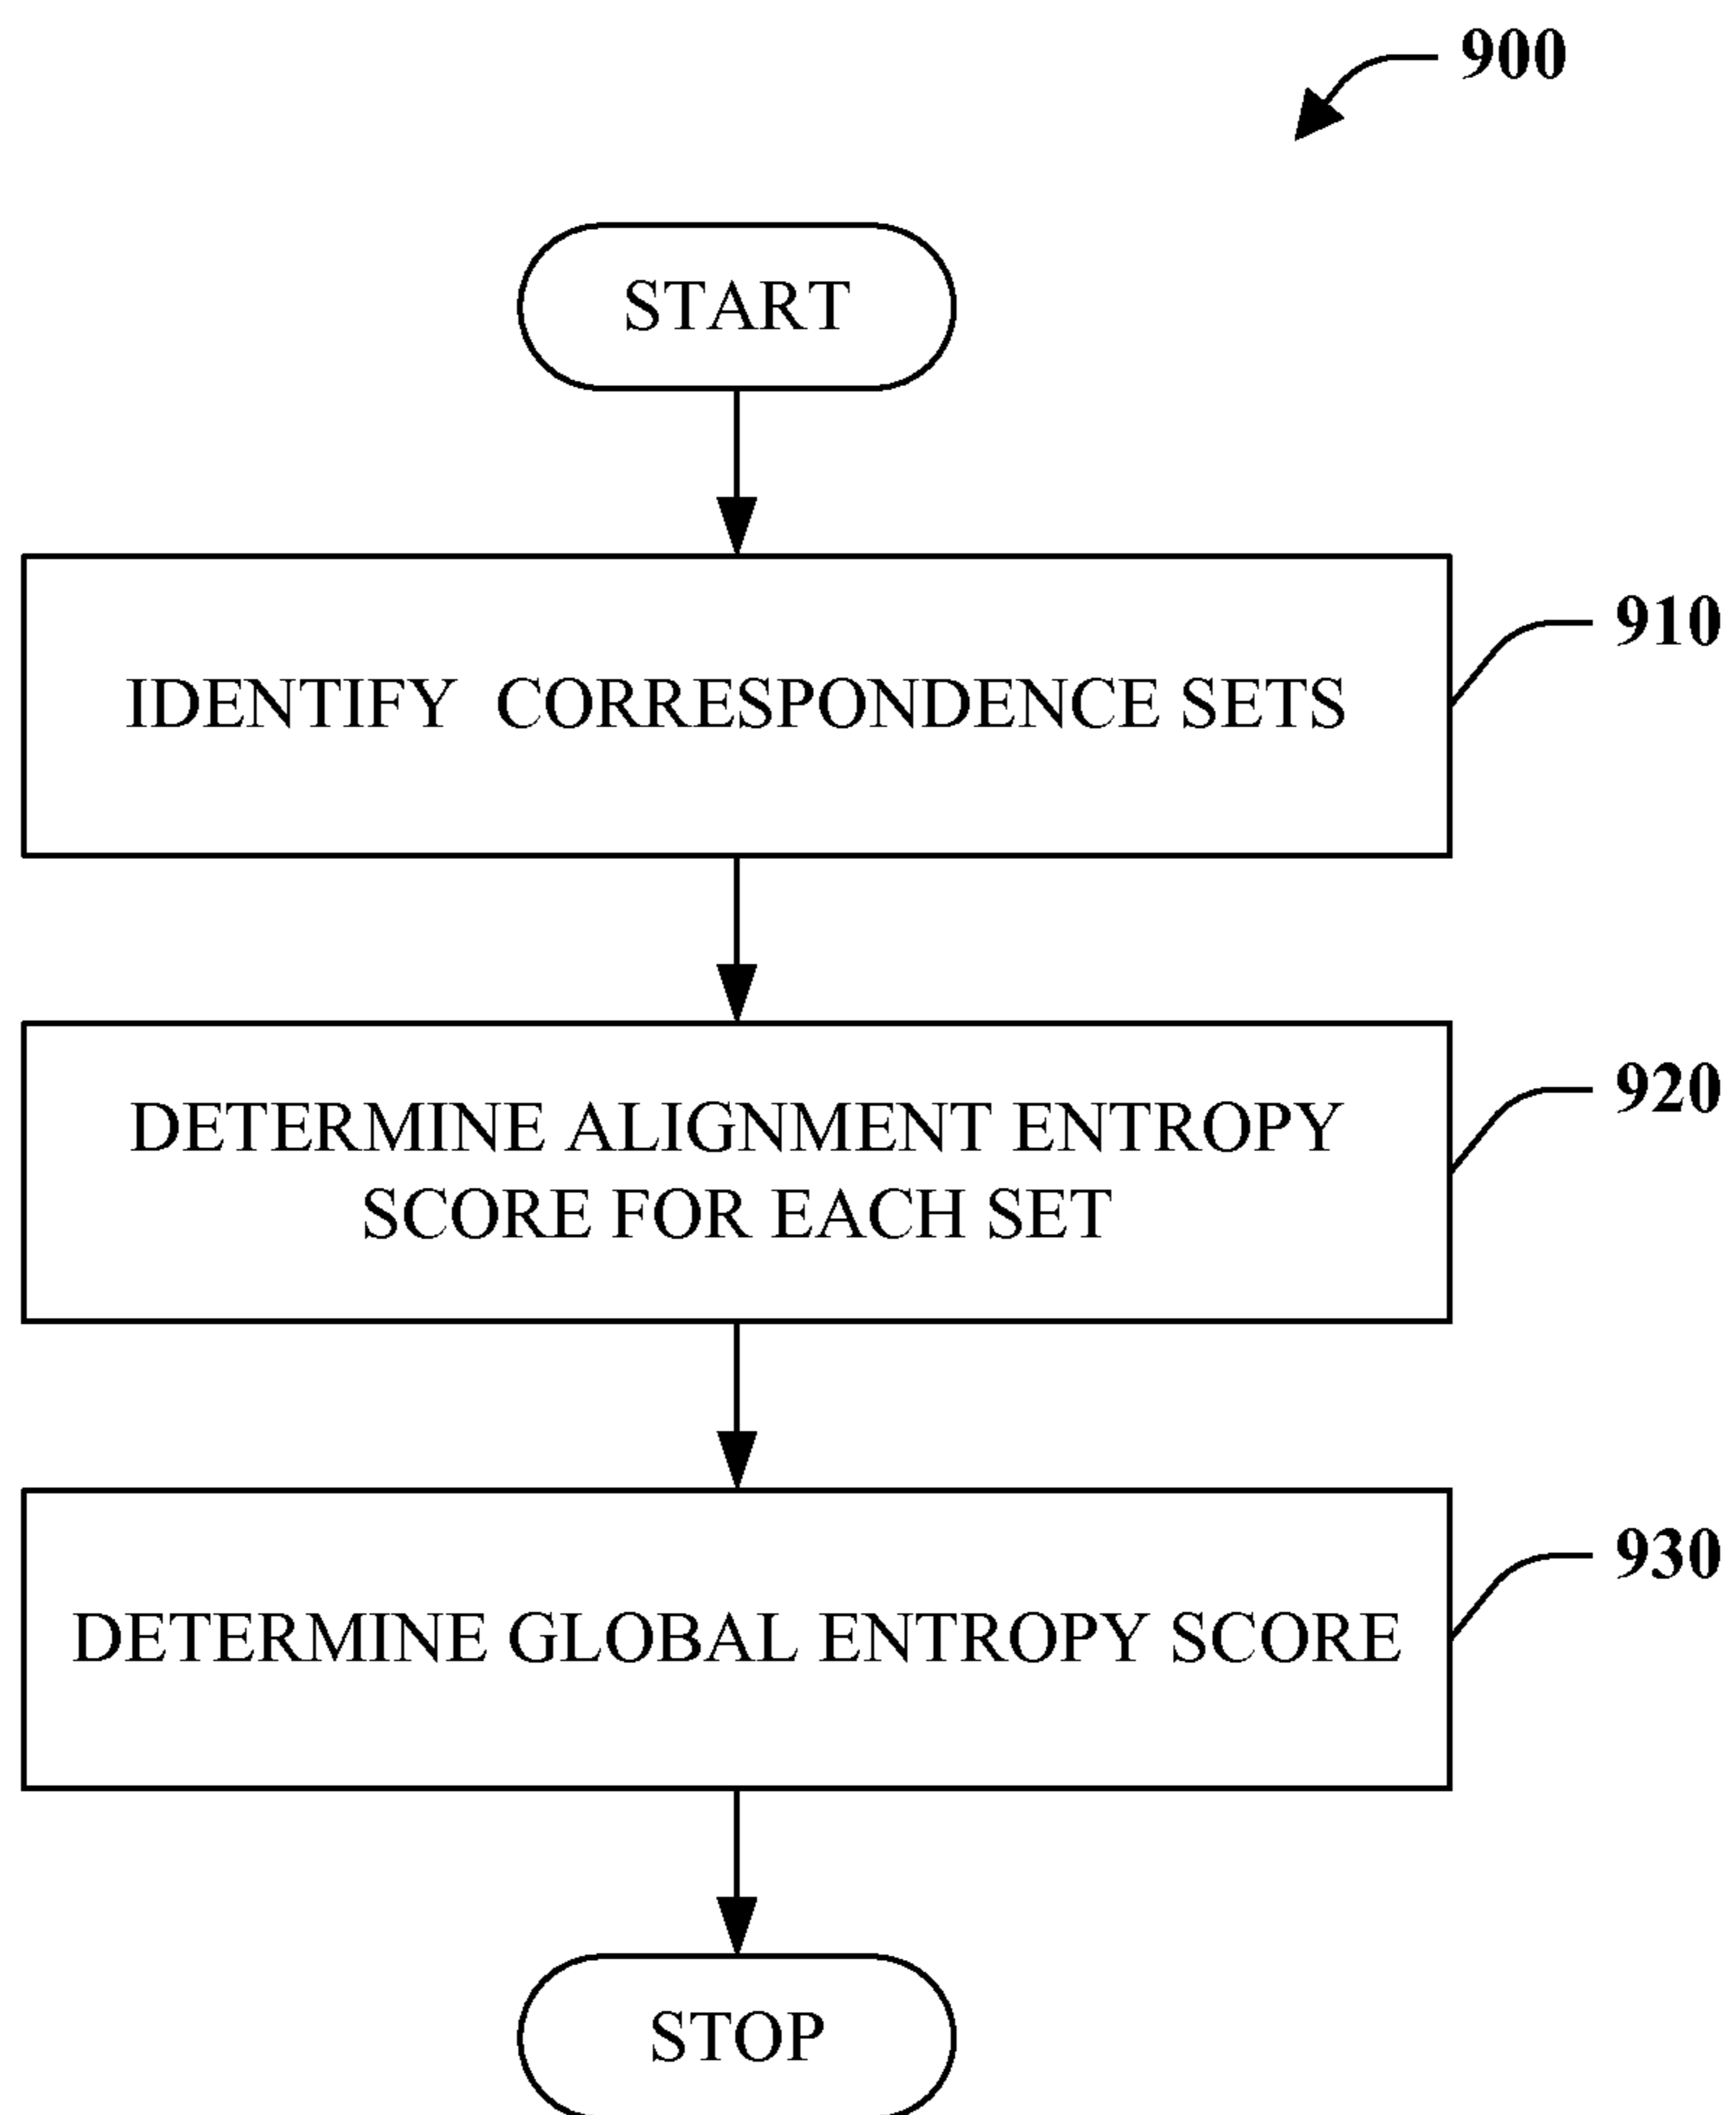 900
START
910
IDENTIFY CORRESPONDENCE SETS
920
DETERMINE ALIGNMENT ENTROPY
SCORE FOR EACH SET
930
DETERMINE GLOBAL ENTROPY SCORE
STOP